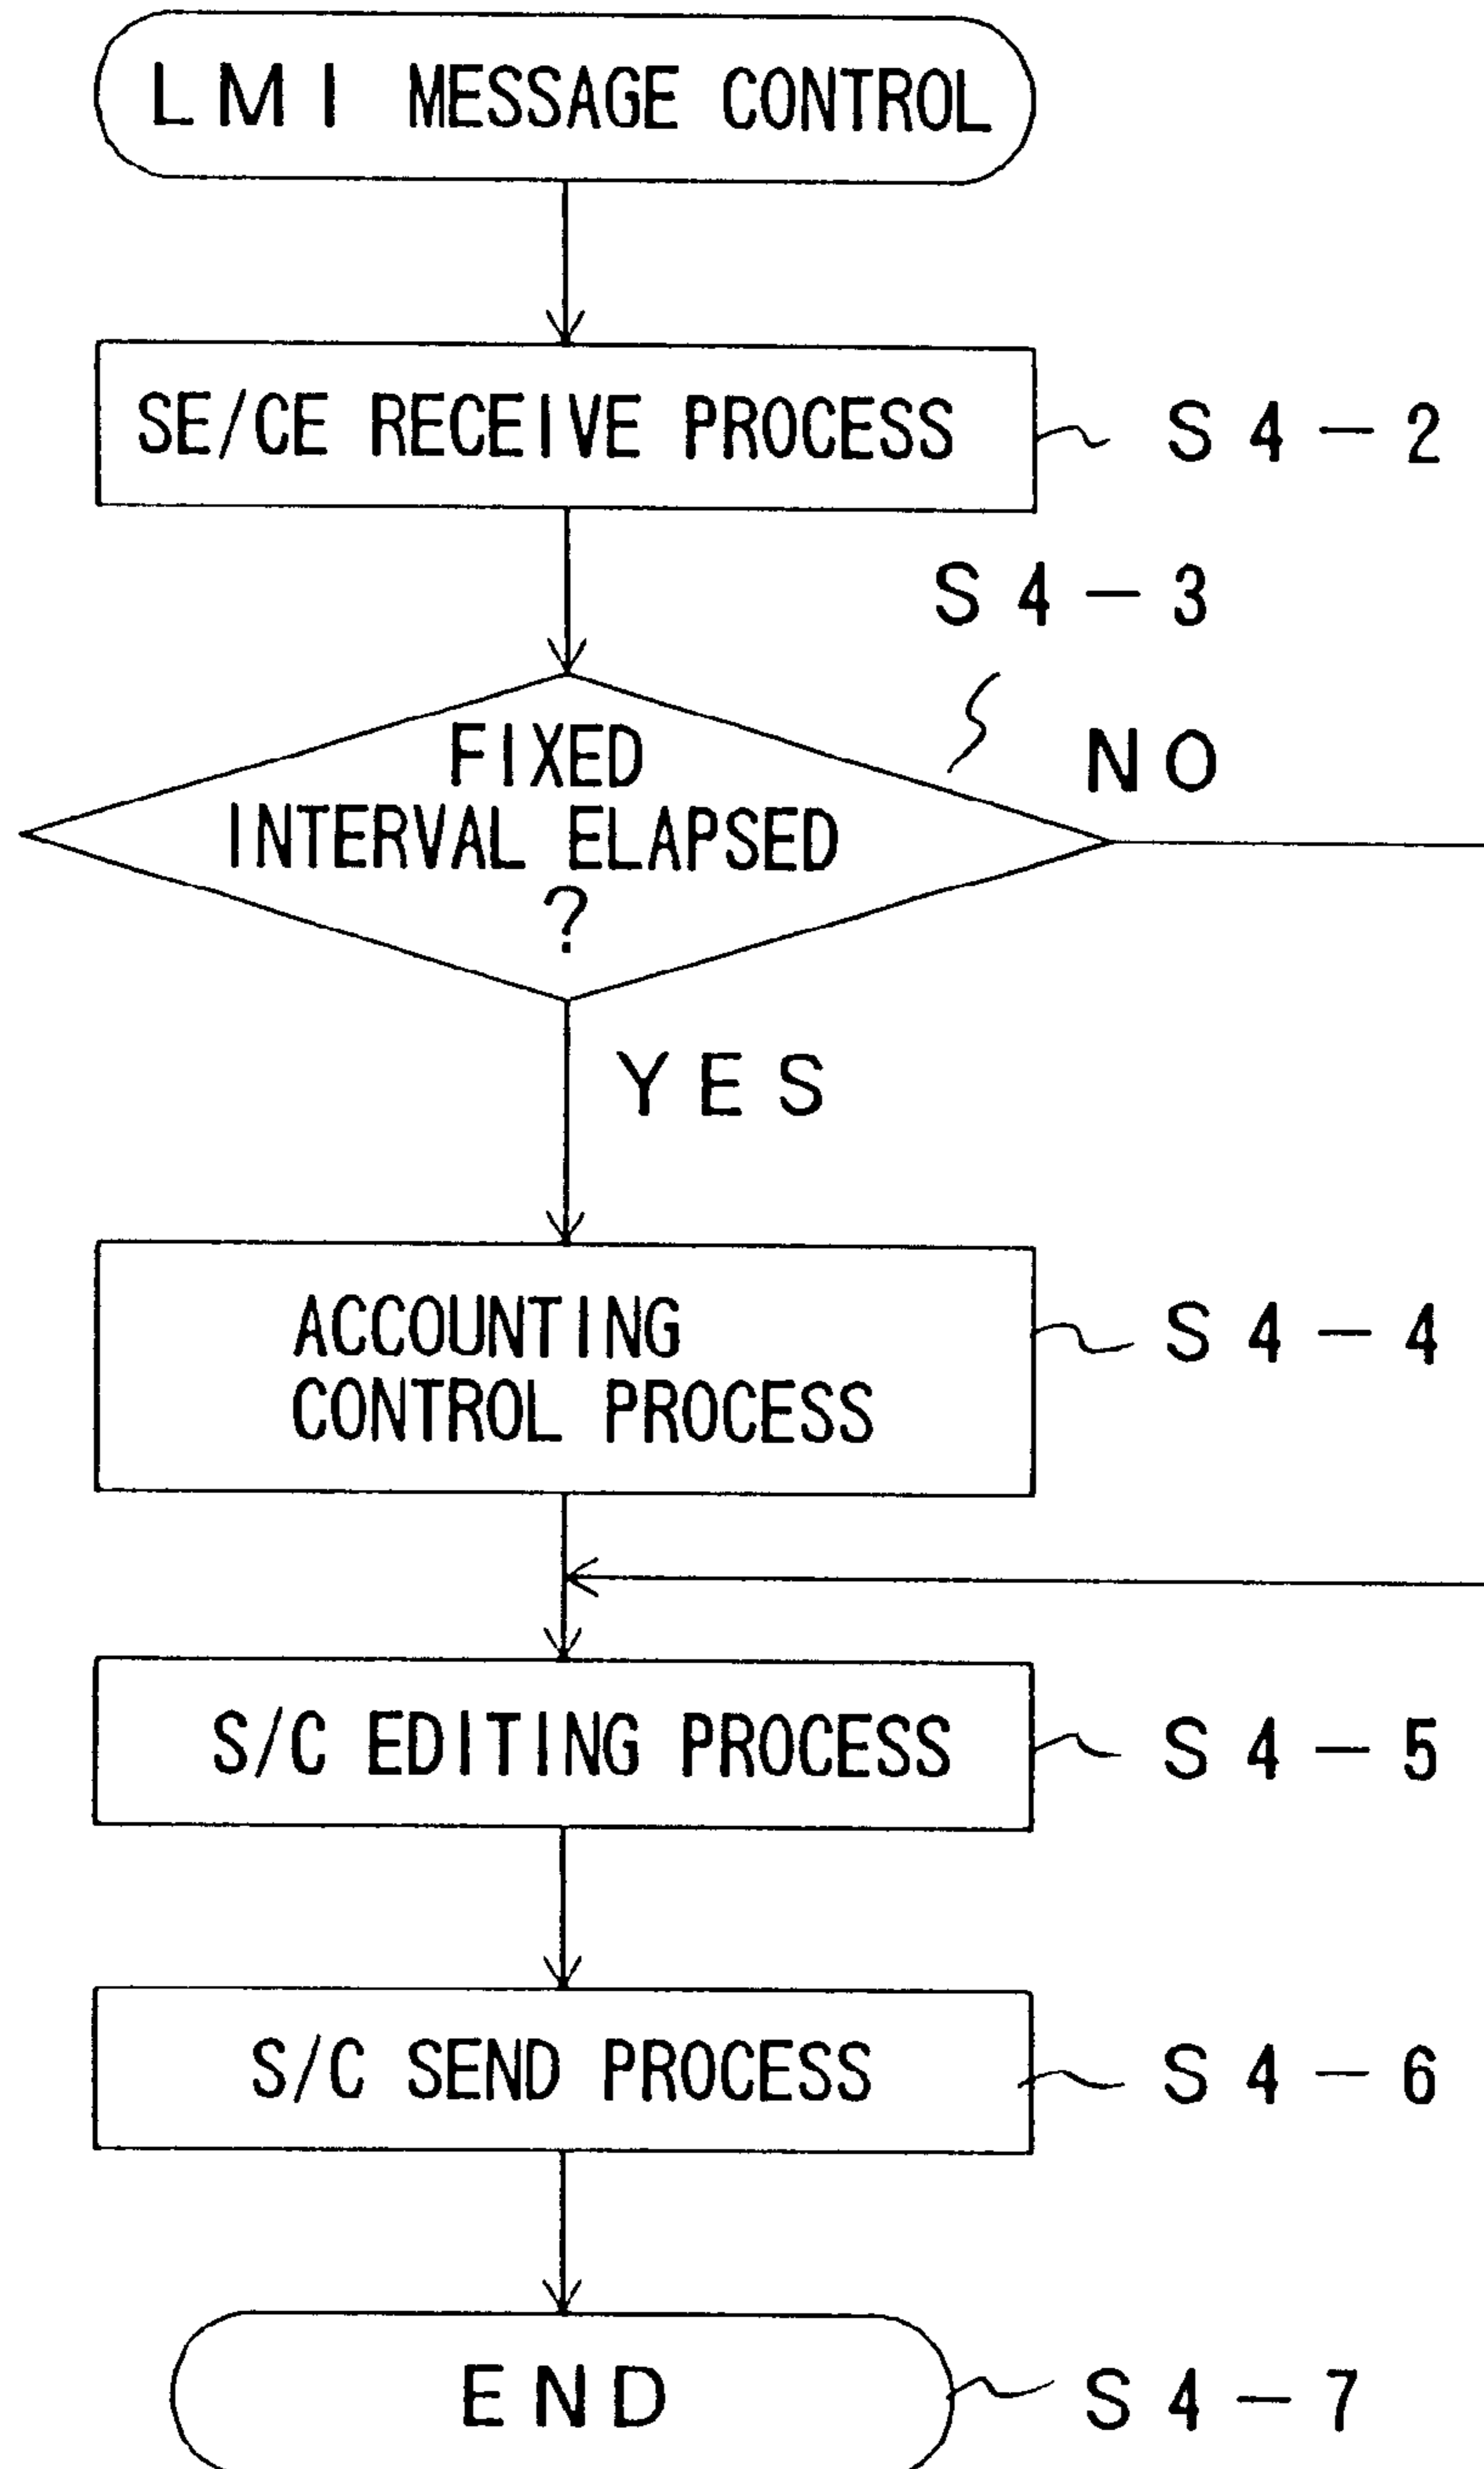 LMI MESSAGE CONTROL
SE/CE RECEIVE PROCESS
S4-2
S4-3
FIXED
INTERVAL ELAPSED
?
NO
YES
ACCOUNTING
CONTROL PROCESS
S4-4
S/C EDITING PROCESS
S4-5
S/C SEND PROCESS
S4-6
END
S4-7